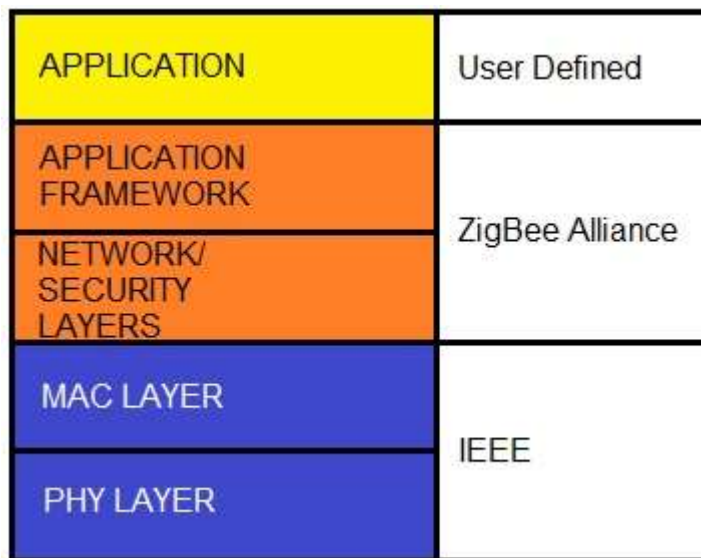 APPLICATION
User Defined
APPLICATION
FRAMEWORK
ZigBee Alliance
NETWORK/
SECURITY
LAYERS
MAC LAYER
IEEE
PHY LAYER